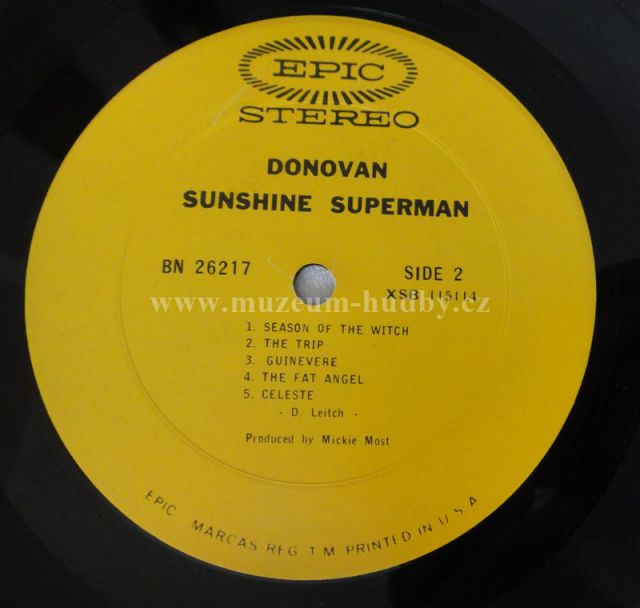 EPIC
STEREO
DONOVAN
SUNSHINE SUPERMAN
BN 26217
SIDE 2
XSB 115114
www.muzeum-hudby.cz
1. SEASON OF THE WITCH
2. THE TRIP
3. GUINEVERE
4. THE FAT ANGEL
5. CELESTE
- D. Leitch -
Produced by Mickie Most
EPIC MARCAS REG T M PRINTED IN U S A